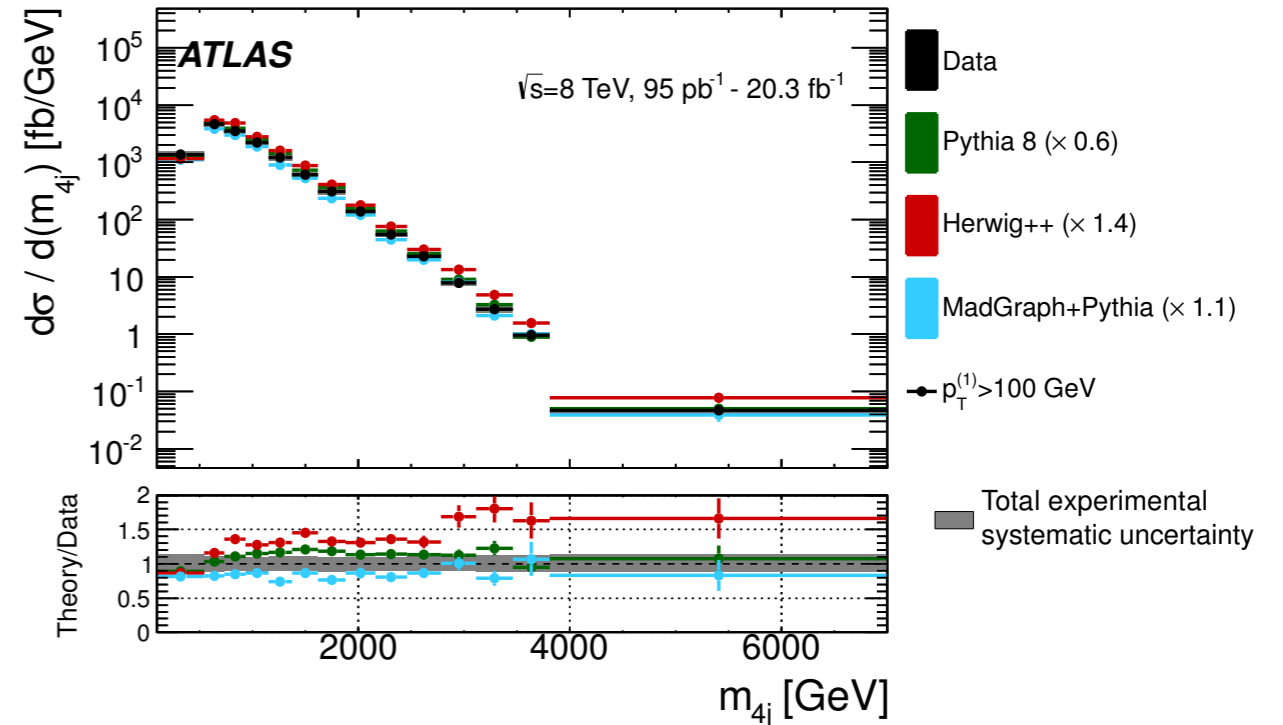 ATLAS
√s=8 TeV, 95 pb⁻¹ - 20.3 fb⁻¹
dσ / d(m₄ⱼ) [fb/GeV]
10⁵
10⁴
10³
10²
10
1
10⁻¹
10⁻²
Data
Pythia 8 (× 0.6)
Herwig++ (× 1.4)
MadGraph+Pythia (× 1.1)
p_T^(1)>100 GeV
Total experimental
systematic uncertainty
Theory/Data
2
1.5
1
0.5
0
2000 4000 6000
m₄ⱼ [GeV]